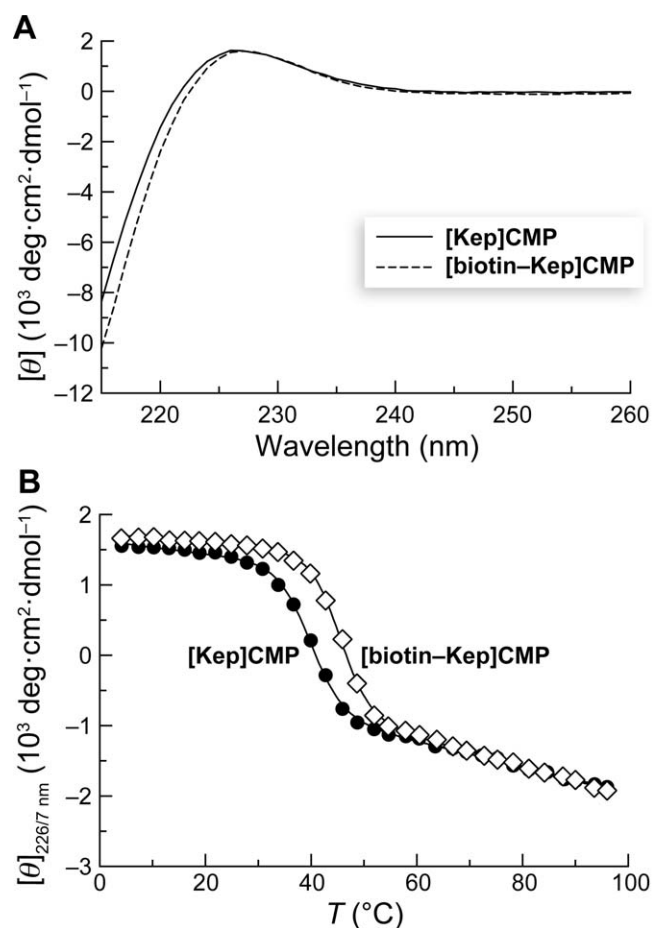 A
[θ] (10³ deg·cm²·dmol⁻¹)
2
0
−2
−4
−6
−8
−10
−12
[Kep]CMP
[biotin–Kep]CMP
220 230 240 250 260
Wavelength (nm)
B
[θ]226/7 nm (10³ deg·cm²·dmol⁻¹)
2
1
0
−1
−2
−3
[Kep]CMP [biotin–Kep]CMP
0 20 40 60 80 100
T (°C)